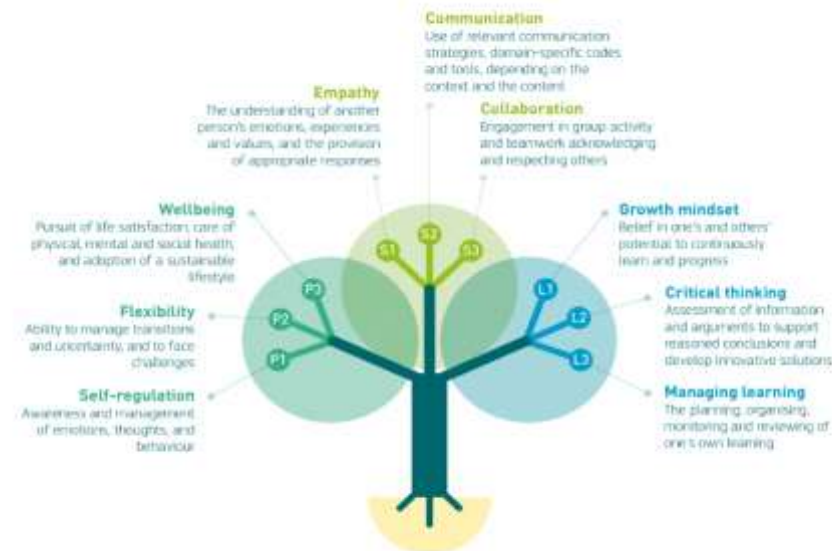 Communication
Use of relevant communication
strategies, domain-specific codes
and tools, depending on the
context and the content
Empathy
The understanding of another
person's emotions, experiences
and values, and the provision
of appropriate responses
Collaboration
Engagement in group activity
and teamwork acknowledging
and respecting others
Wellbeing
Pursuit of life satisfaction, care of
physical, mental and social health,
and adoption of a sustainable
lifestyle
Flexibility
Ability to manage transitions
and uncertainty, and to face
challenges
Self-regulation
Awareness and management
of emotions, thoughts, and
behaviour
Growth mindset
Belief in one's and others'
potential to continuously
learn and progress
Critical thinking
Assessment of information
and arguments to support
reasoned conclusions and
develop innovative solutions
Managing learning
The planning, organising,
monitoring and reviewing of
one's own learning
S1
S2
S3
P3
P2
P1
L1
L2
L3